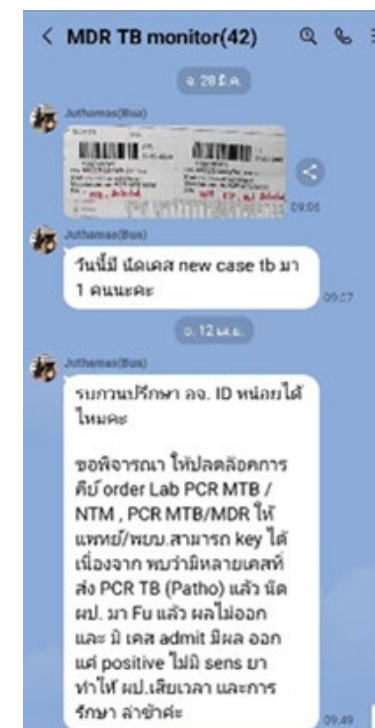 MDR TB monitor(42)
จ. 28 มี.ค.
Juthamas(Bua)
09:06
Juthamas(Bua)
วันนี้มี นัดเคส new case tb มา
1 คนนะคะ
09:37
อ. 12 เม.ย.
Juthamas(Bua)
รบกวนปรึกษา อจ. ID หน่อยได้
ไหมคะ
ขอพิจารณา ให้ปลดล็อคการ
คีย์ order Lab PCR MTB /
NTM , PCR MTB/MDR ให้
แพทย์/พยบ.สามารถ key ได้
เนื่องจาก พบว่ามีหลายเคสที่
ส่ง PCR TB (Patho) แล้ว นัด
ผป. มา Fu แล้ว ผลไม่ออก
และ มี เคส admit มีผล ออก
แค่ positive ไม่มี sens ยา
ทำให้ ผป.เสียเวลา และการ
รักษา ล่าช้าค่ะ
09.49